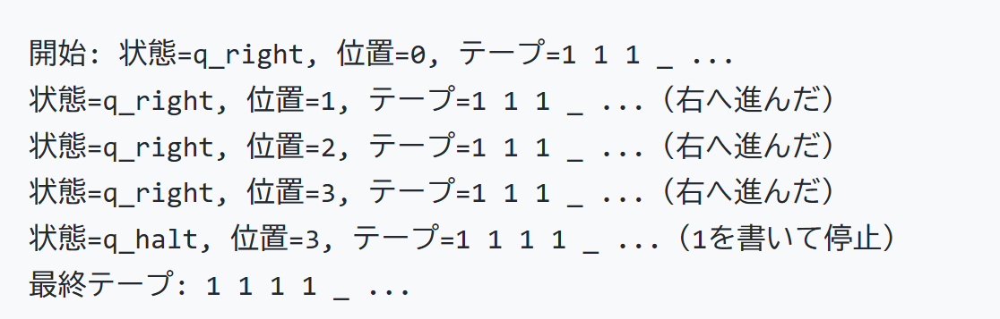 開始: 状態=q_right, 位置=0, テープ=1 1 1 _ ...
状態=q_right, 位置=1, テープ=1 1 1 _ ...（右へ進んだ）
状態=q_right, 位置=2, テープ=1 1 1 _ ...（右へ進んだ）
状態=q_right, 位置=3, テープ=1 1 1 _ ...（右へ進んだ）
状態=q_halt, 位置=3, テープ=1 1 1 1 _ ...（1を書いて停止）
最終テープ: 1 1 1 1 _ ...